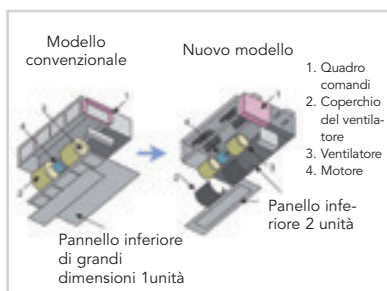 Modello
convenzionale
Nuovo modello
1. Quadro
comandi
2. Coperchio
del ventila-
tore
3. Ventilatore
4. Motore
Panello infe-
riore 2 unità
Pannello inferiore
di grandi
dimensioni 1unità